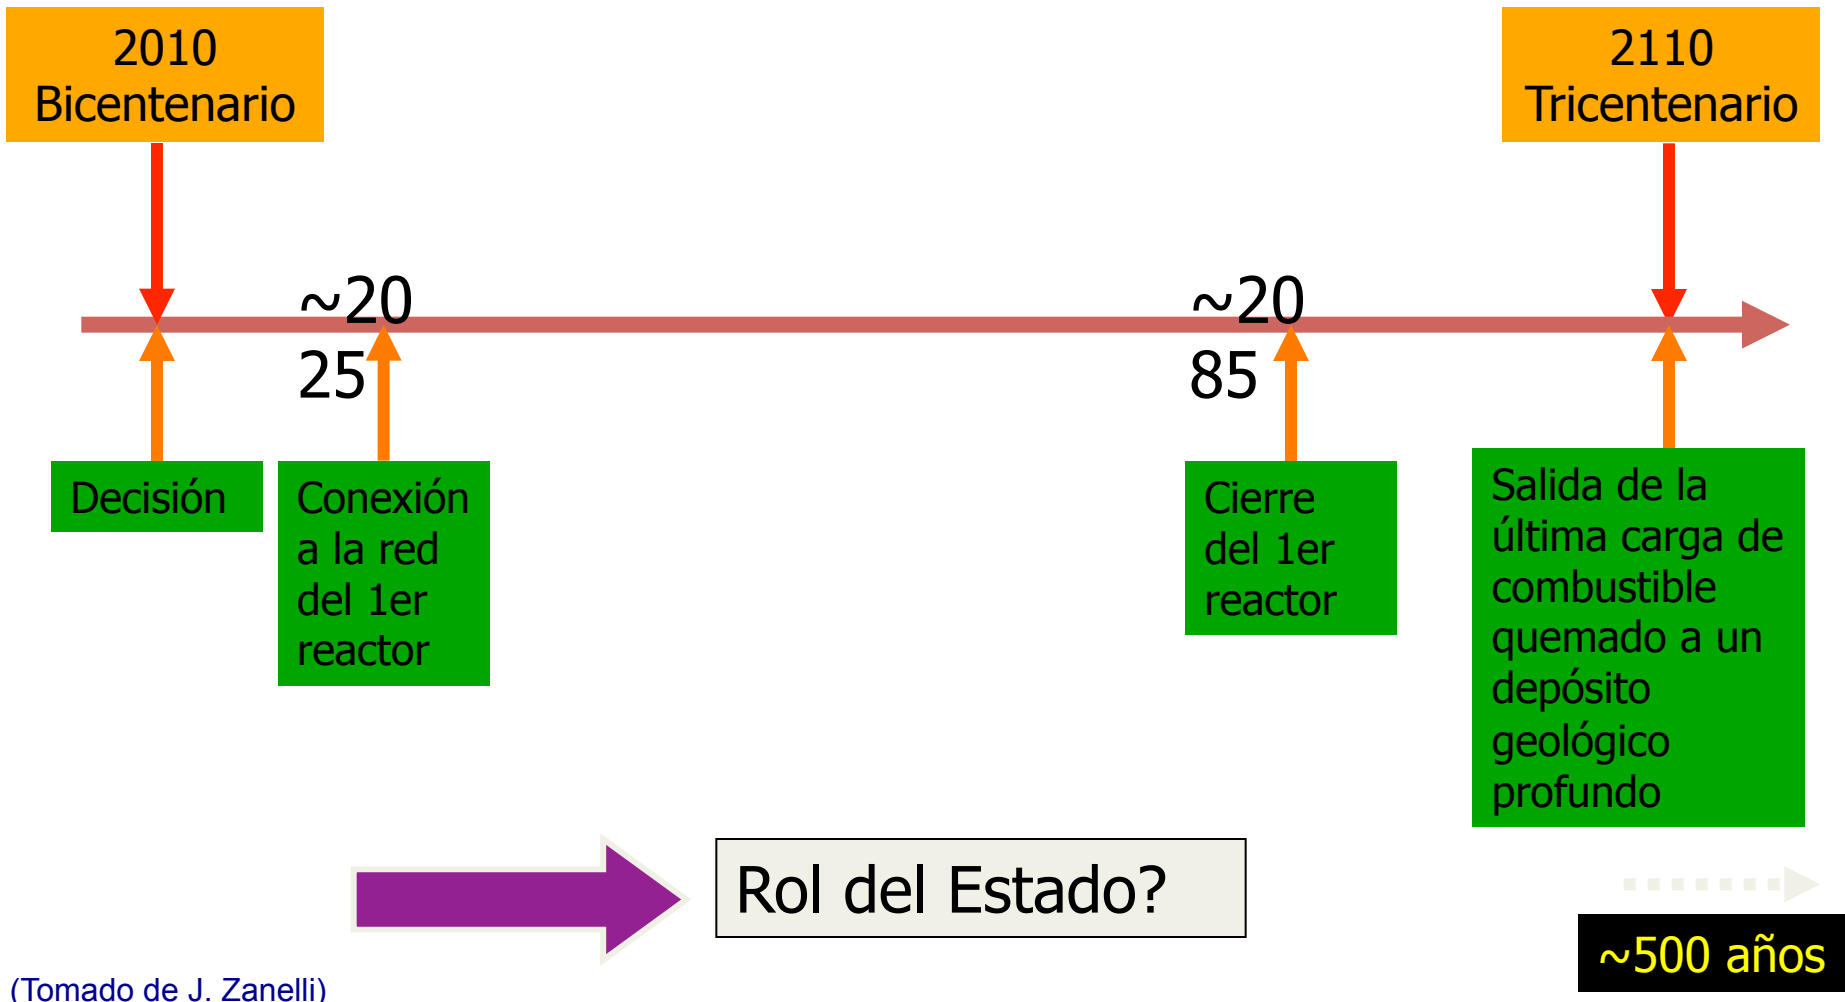 2010
Bicentenario
2110
Tricentenario
~20
25
~20
85
Decisión
Conexión
a la red
del 1er
reactor
Cierre
del 1er
reactor
Salida de la
última carga de
combustible
quemado a un
depósito
geológico
profundo
Rol del Estado?
~500 años
(Tomado de J. Zanelli)